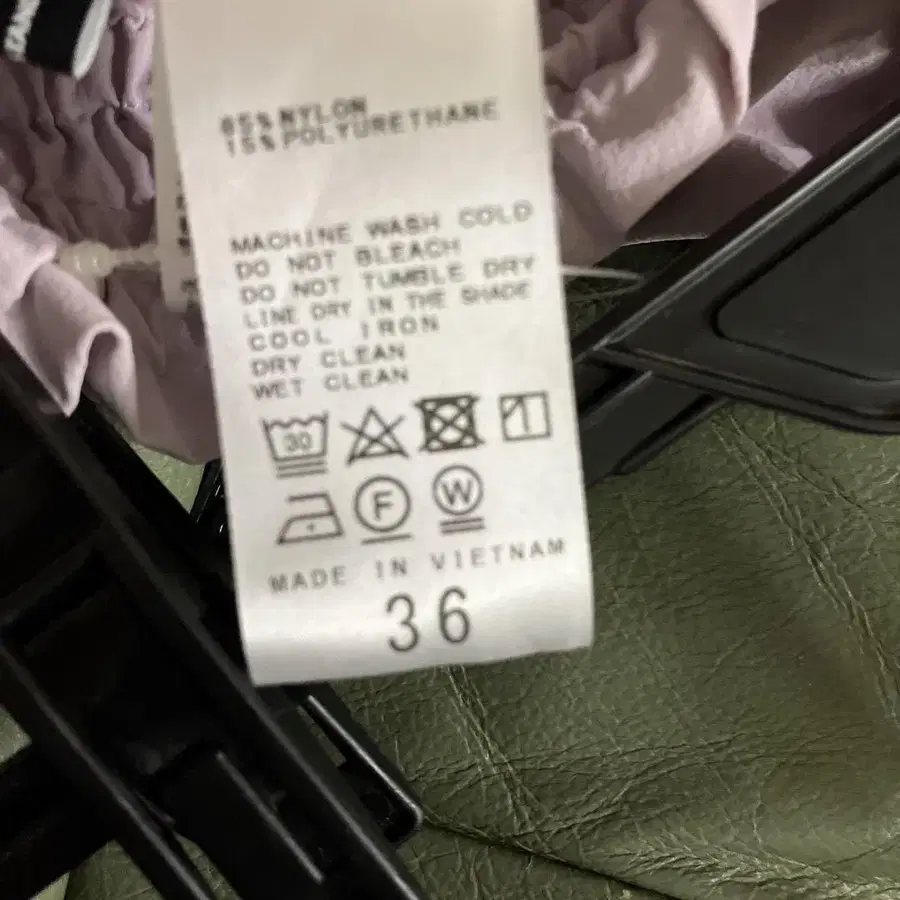 85% NYLON
15% POLYURETHANE
MACHINE WASH COLD
DO NOT BLEACH
DO NOT TUMBLE DRY
LINE DRY IN THE SHADE
COOL IRON
DRY CLEAN
WET CLEAN
30
F
W
MADE IN VIETNAM
36